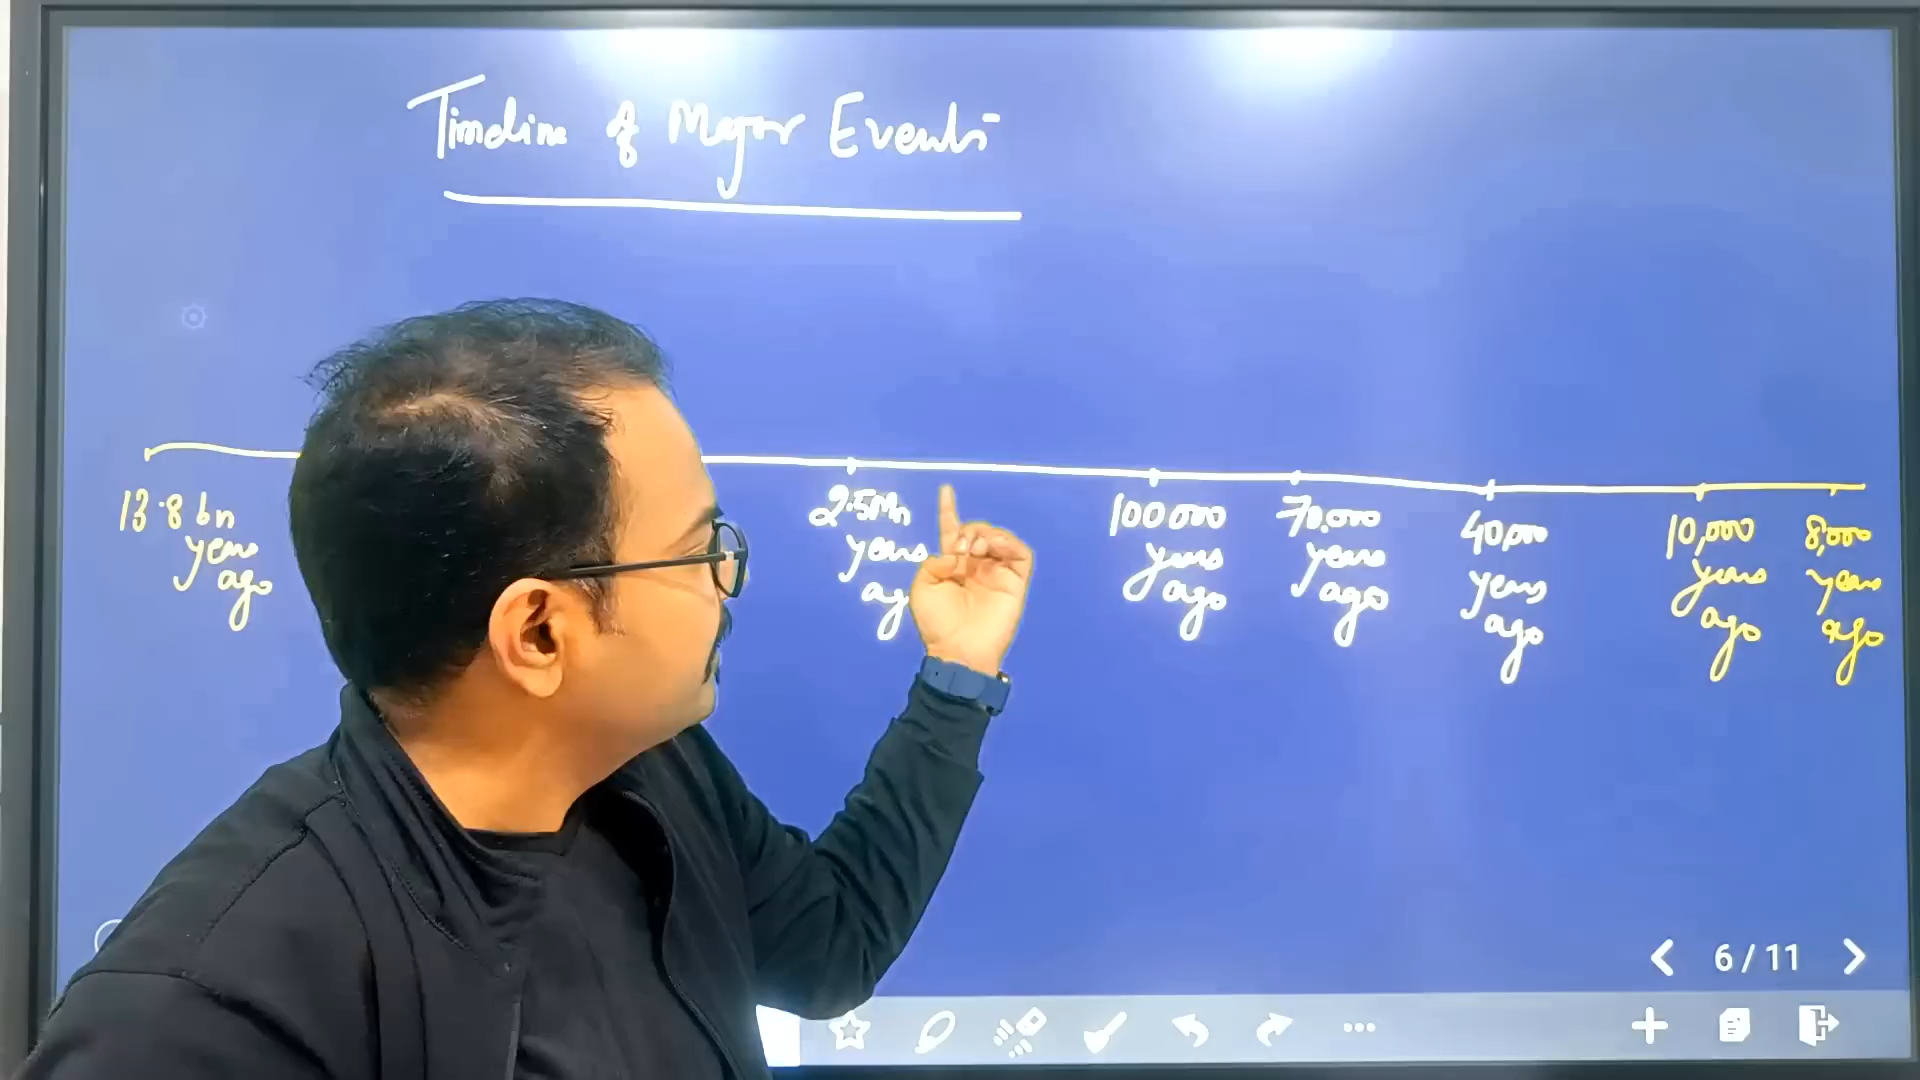 Timeline of Major Events
13.8 bn
years
ago
2.5Mn
years
ago
100000
years
ago
70,000
years
ago
40,000
years
ago
10,000
years
ago
8,000
years
ago
6/11